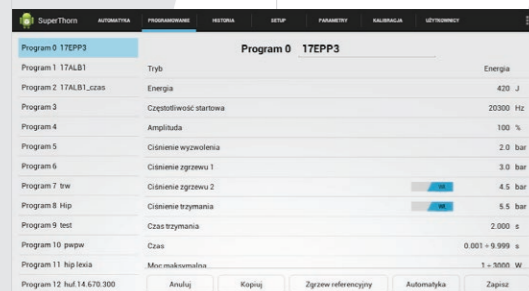 SuperThorn AUTOMATYKA PROGRAMOWANIE HISTORIA SETUP PARAMETRY KALIBRACJA UŻYTKOWNICY
Program 0 17EPP3
Program 1 17ALB1
Program 2 17ALB1_czas
Program 3
Program 4
Program 5
Program 6
Program 7 trw
Program 8 Hip
Program 9 test
Program 10 pwpw
Program 11 hip lexia
Program 12 huf.14.670.300
Program 0 17EPP3
Tryb Energia
Energia 420 J
Częstotliwość startowa 20300 Hz
Amplituda 100 %
Ciśnienie wyzwolenia 2.0 bar
Ciśnienie zgrzewu 1 3.0 bar
Ciśnienie zgrzewu 2 WŁ. 4.5 bar
Ciśnienie trzymania WŁ. 5.5 bar
Czas trzymania 2.000 s
Czas 0.001 ÷ 9.999 s
Moc maksymalna 1 ÷ 3000 W
Anuluj Kopiuj Zgrzew referencyjny Automatyka Zapisz